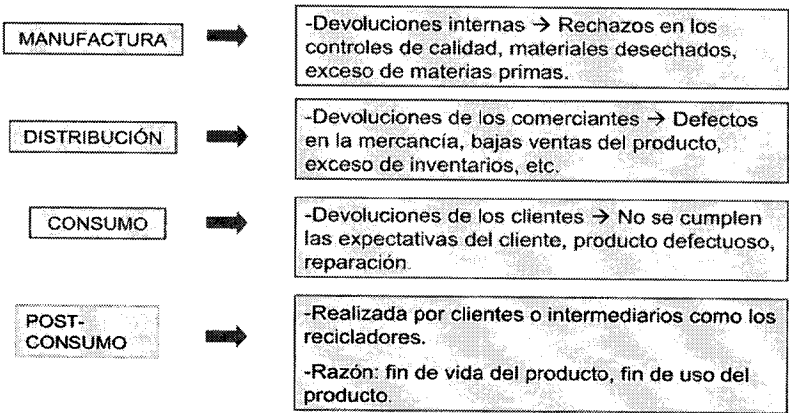 MANUFACTURA
-Devoluciones internas → Rechazos en los
controles de calidad, materiales desechados,
exceso de materias primas.
DISTRIBUCIÓN
-Devoluciones de los comerciantes → Defectos
en la mercancía, bajas ventas del producto,
exceso de inventarios, etc.
CONSUMO
-Devoluciones de los clientes → No se cumplen
las expectativas del cliente, producto defectuoso,
reparación.
POST-
CONSUMO
-Realizada por clientes o intermediarios como los
recicladores.
-Razón: fin de vida del producto, fin de uso del
producto.